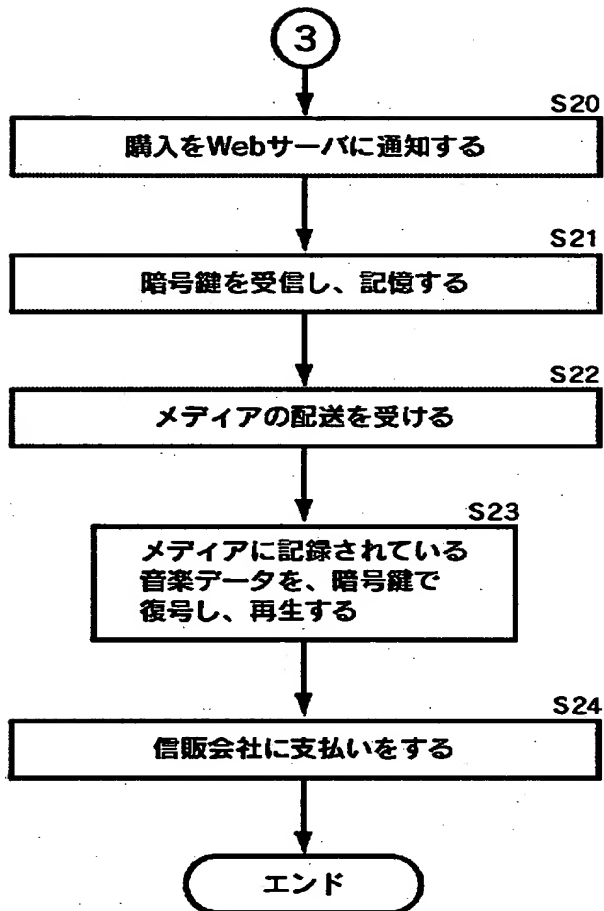 3
S20
購入をWebサーバに通知する
S21
暗号鍵を受信し、記憶する
S22
メディアの配送を受ける
S23
メディアに記録されている
音楽データを、暗号鍵で
復号し、再生する
S24
信販会社に支払いをする
エンド